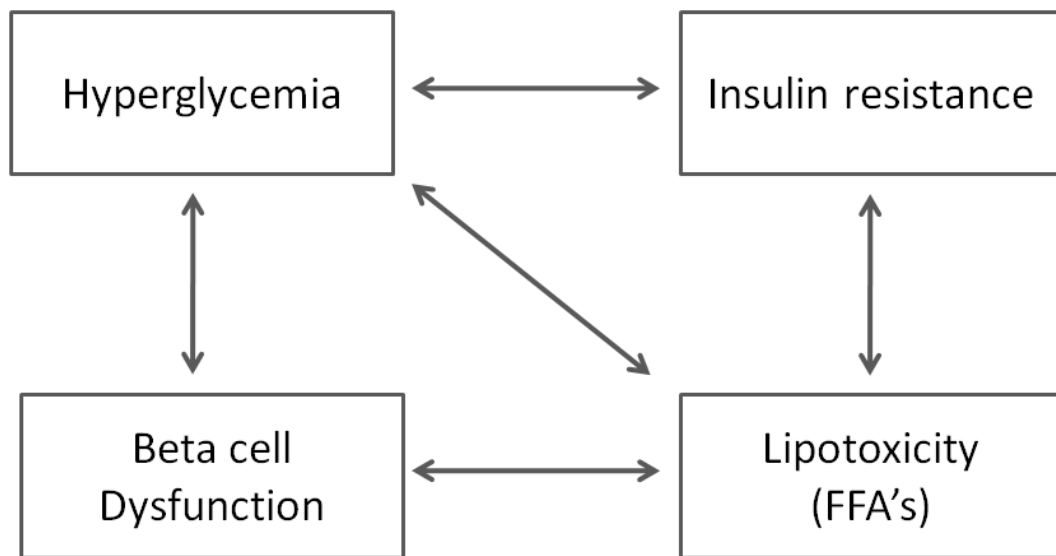 Hyperglycemia
Insulin resistance
Beta cell
Dysfunction
Lipotoxicity
(FFA’s)